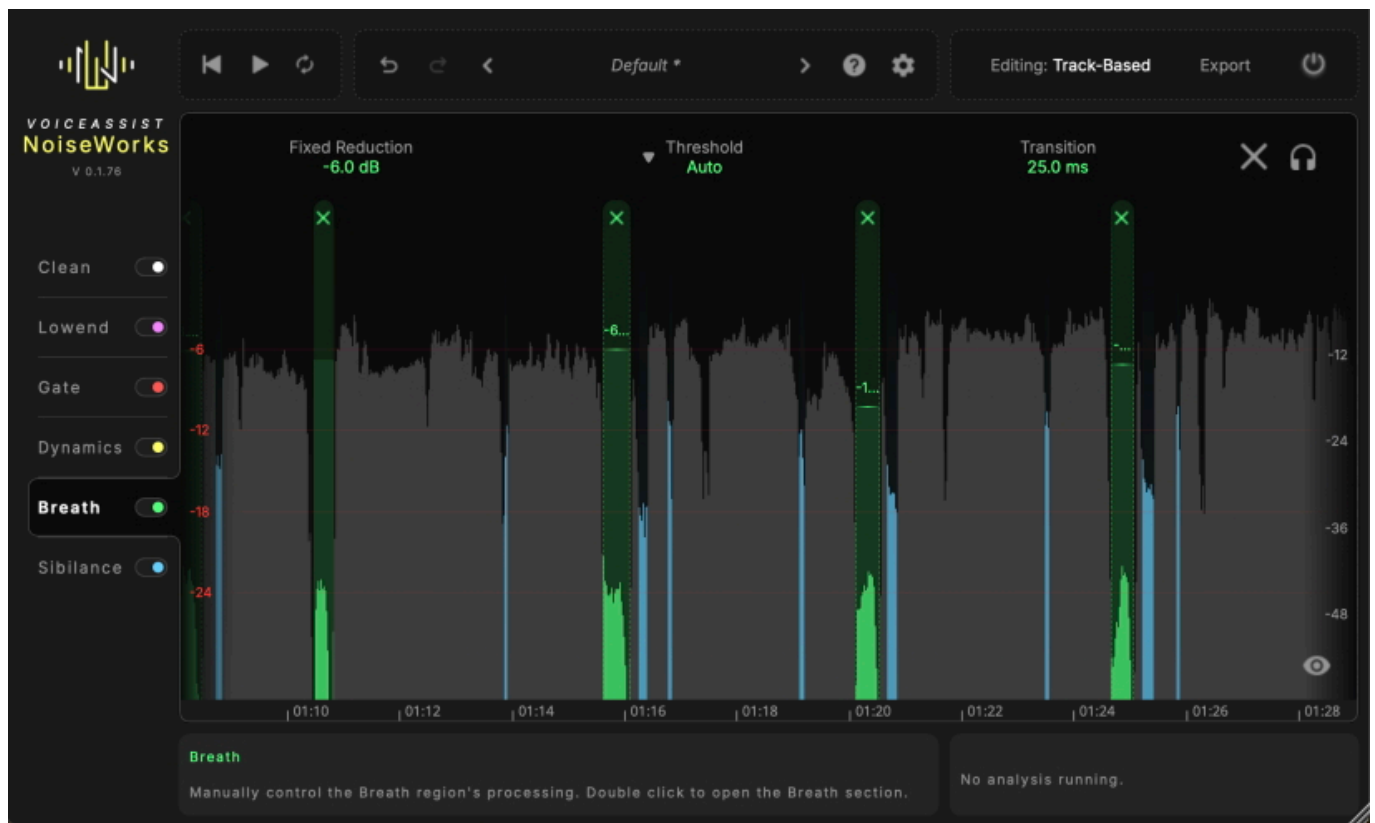 Default *
Editing: Track-Based
Export
VOICEASSIST
NoiseWorks
V 0.1.76
Fixed Reduction
-6.0 dB
Threshold
Auto
Transition
25.0 ms
Clean
Lowend
Gate
Dynamics
Breath
Sibilance
-6
-12
-18
-24
-6...
-1...
-...
-12
-24
-36
-48
01:10 01:12 01:14 01:16 01:18 01:20 01:22 01:24 01:26 01:28
Breath
Manually control the Breath region's processing. Double click to open the Breath section.
No analysis running.